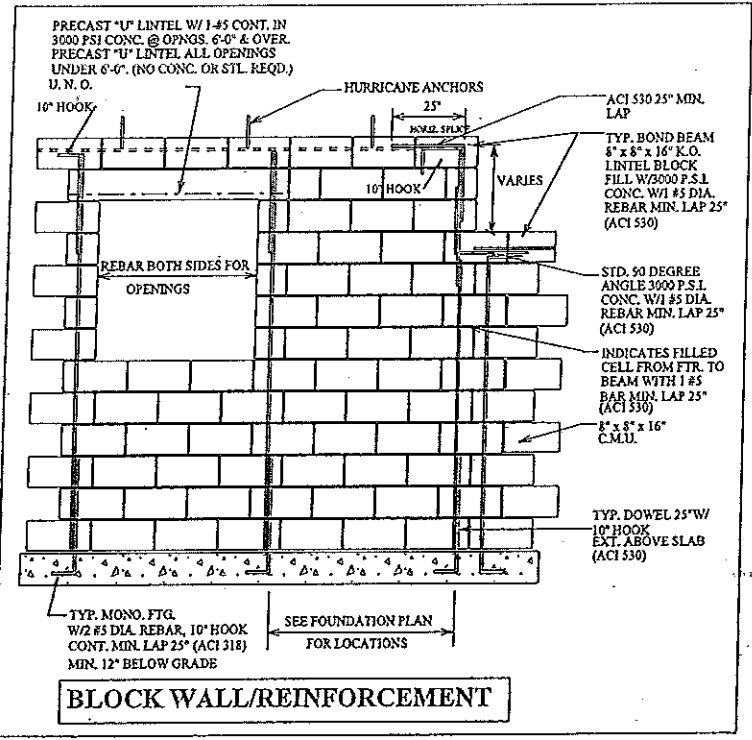 PRECAST "U" LINTEL W/ 1-#5 CONT. IN
3000 PSI CONC. @ OPNGS. 6'-0" & OVER.
PRECAST "U" LINTEL ALL OPENINGS
UNDER 6'-0". (NO CONC. OR STL. REQD.)
U. N. O.
10" HOOK
HURRICANE ANCHORS
25"
HORIZ. SPLICE
ACI 530 25" MIN.
LAP
TYP. BOND BEAM
8" x 8" x 16" K.O.
LINTEL BLOCK
FILL W/3000 P.S.I.
CONC. W/1 #5 DIA.
REBAR MIN. LAP 25"
(ACI 530)
10" HOOK
VARIES
REBAR BOTH SIDES FOR
OPENINGS
STD. 90 DEGREE
ANGLE 3000 P.S.I.
CONC. W/1 #5 DIA.
REBAR MIN. LAP 25"
(ACI 530)
INDICATES FILLED
CELL FROM FTR. TO
BEAM WITH 1 #5
BAR MIN. LAP 25"
(ACI 530)
8" x 8" x 16"
C.M.U.
TYP. DOWEL 25" W/
10" HOOK
EXT. ABOVE SLAB
(ACI 530)
TYP. MONO. FTG.
W/2 #5 DIA. REBAR, 10" HOOK
CONT. MIN. LAP 25" (ACI 318)
MIN. 12" BELOW GRADE
SEE FOUNDATION PLAN
FOR LOCATIONS
BLOCK WALL/REINFORCEMENT